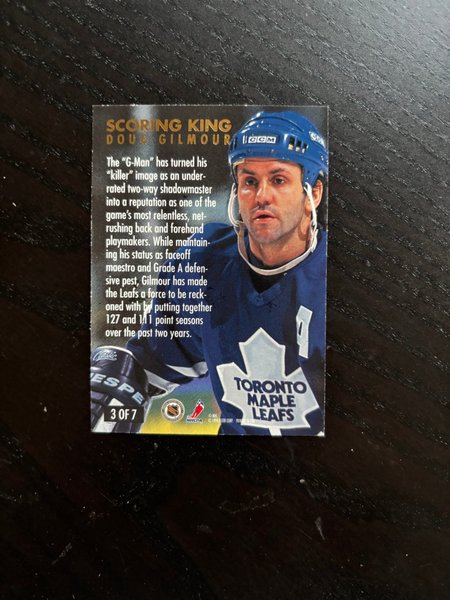 SCORING KING
DOUG GILMOUR
The "G-Man" has turned his
"killer" image as an under-
rated two-way shadowmaster
into a reputation as one of the
game's most relentless, net-
rushing back and forehand
playmakers. While maintain-
ing his status as faceoff
maestro and Grade A defen-
sive pest, Gilmour has made
the Leafs a force to be reck-
oned with by putting together
127 and 111 point seasons
over the past two years.
CCM
A
TORONTO
MAPLE
LEAFS
3 OF 7